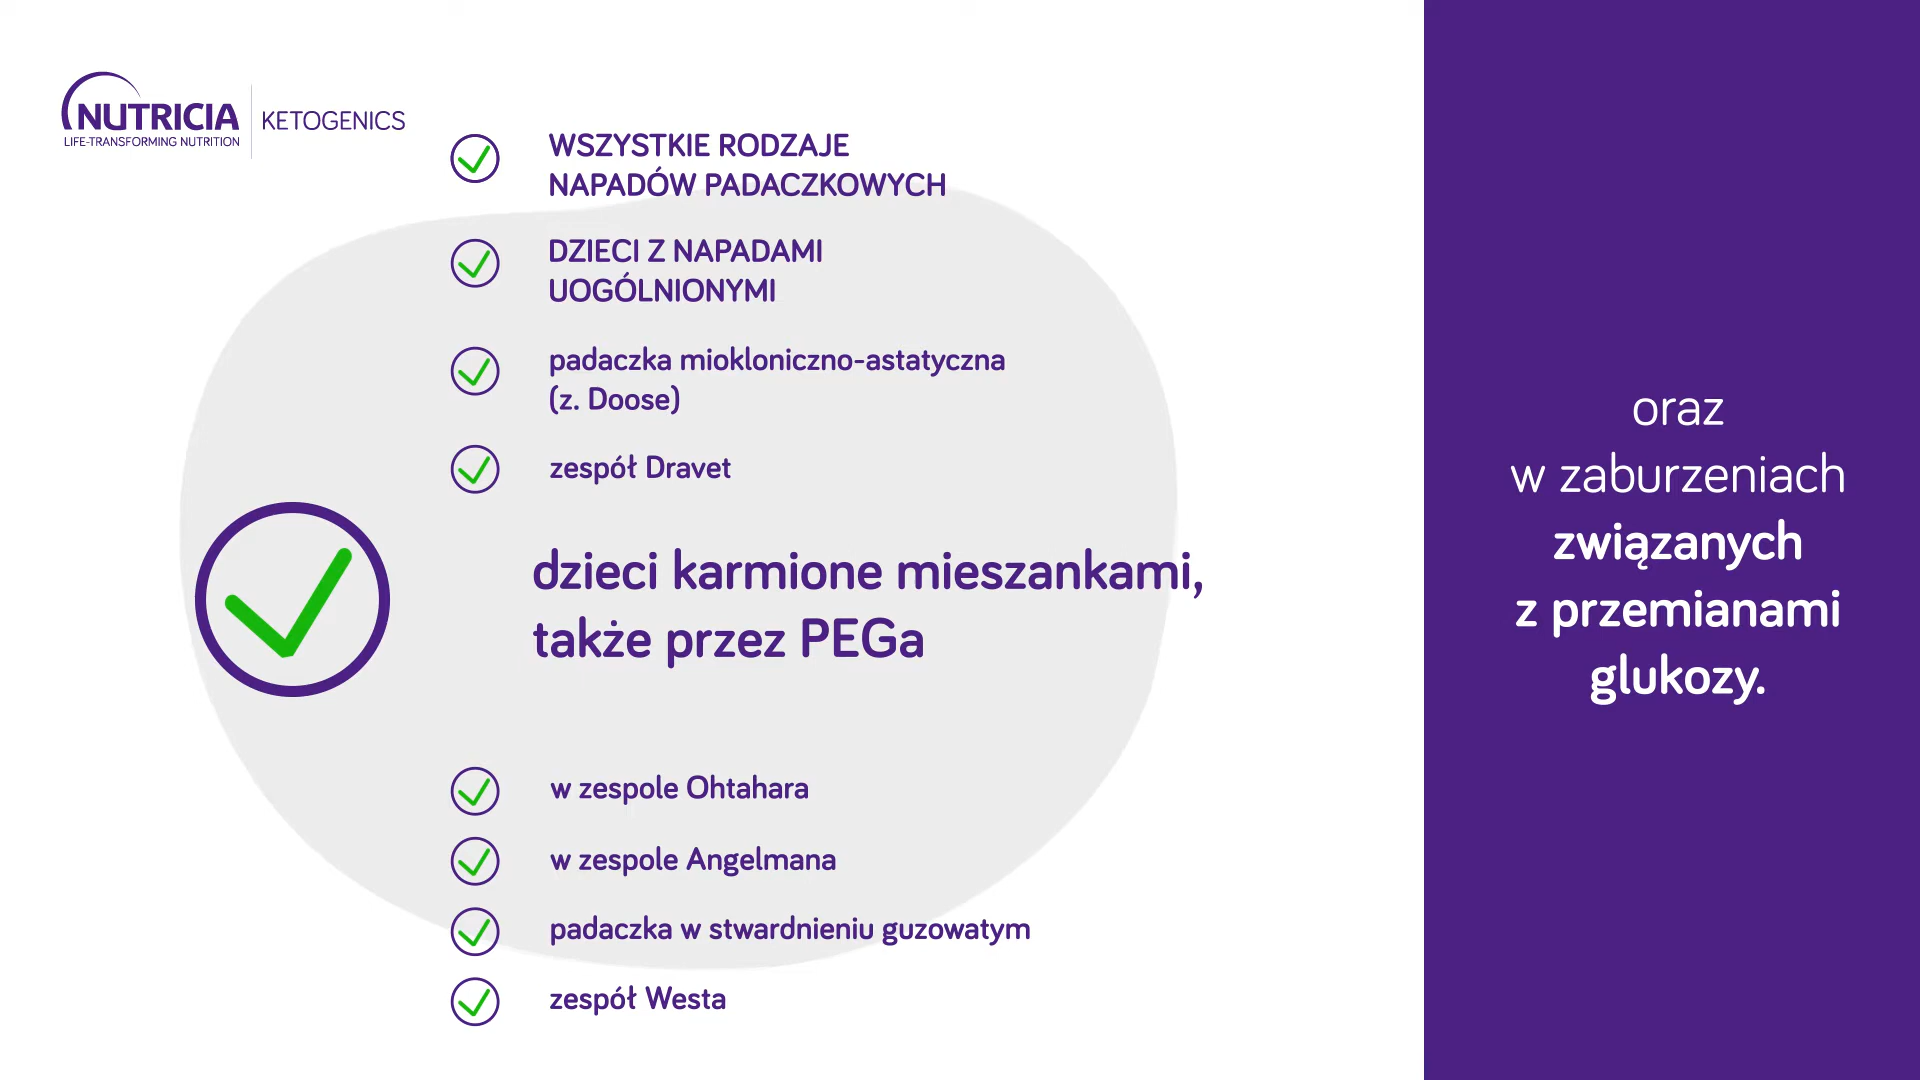 NUTRICIA
LIFE-TRANSFORMING NUTRITION
KETOGENICS
WSZYSTKIE RODZAJE
NAPADÓW PADACZKOWYCH
DZIECI Z NAPADAMI
UOGÓLNIONYMI
padaczka miokloniczno-astatyczna
(z. Doose)
zespół Dravet
dzieci karmione mieszankami,
także przez PEGa
w zespole Ohtahara
w zespole Angelmana
padaczka w stwardnieniu guzowatym
zespół Westa
oraz
w zaburzeniach
związanych
z przemianami
glukozy.